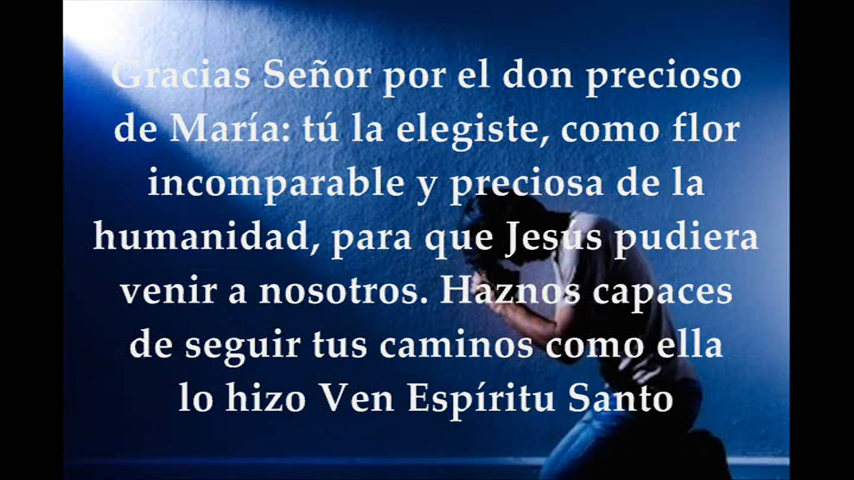 Gracias Señor por el don precioso
de María: tú la elegiste, como flor
incomparable y preciosa de la
humanidad, para que Jesús pudiera
venir a nosotros. Haznos capaces
de seguir tus caminos como ella
lo hizo Ven Espíritu Santo